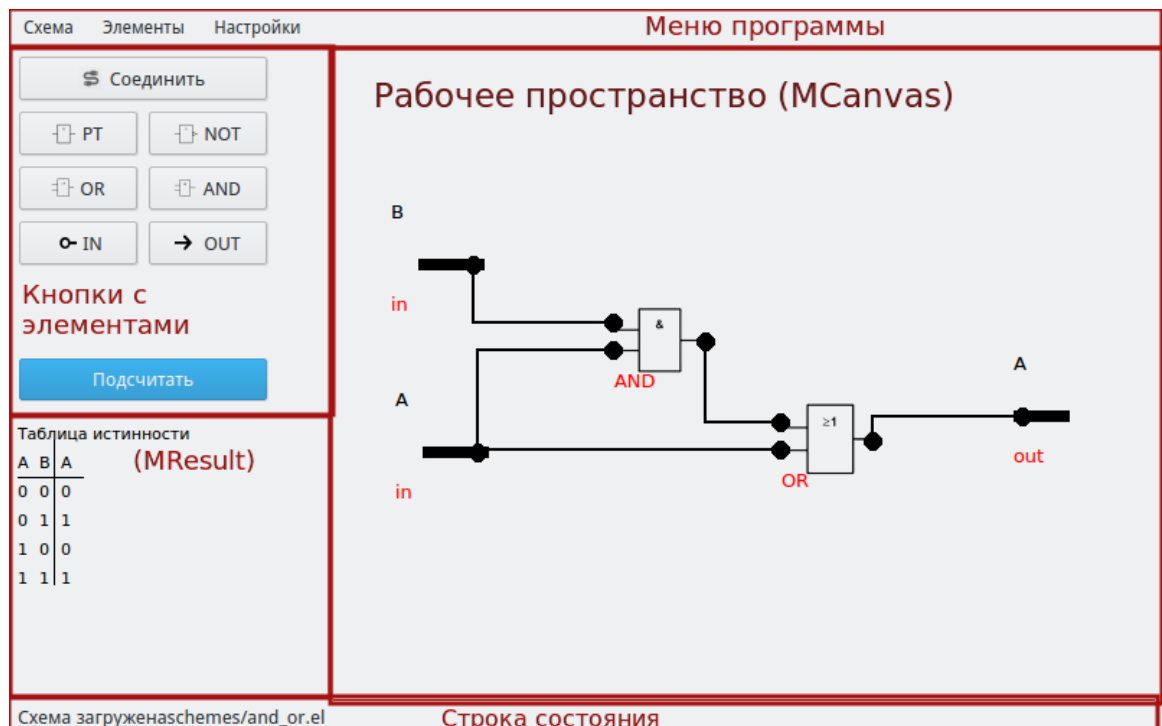 Схема Элементы Настройки
Меню программы
Соединить
PT NOT
OR AND
IN OUT
Кнопки с
элементами
Подсчитать
Таблица истинности
(MResult)
A B A
0 0 0
0 1 1
1 0 0
1 1 1
Рабочее пространство (MCanvas)
B
in
&
AND
A
in
≥1
OR
A
out
Схема загруженаschemes/and_or.el
Строка состояния